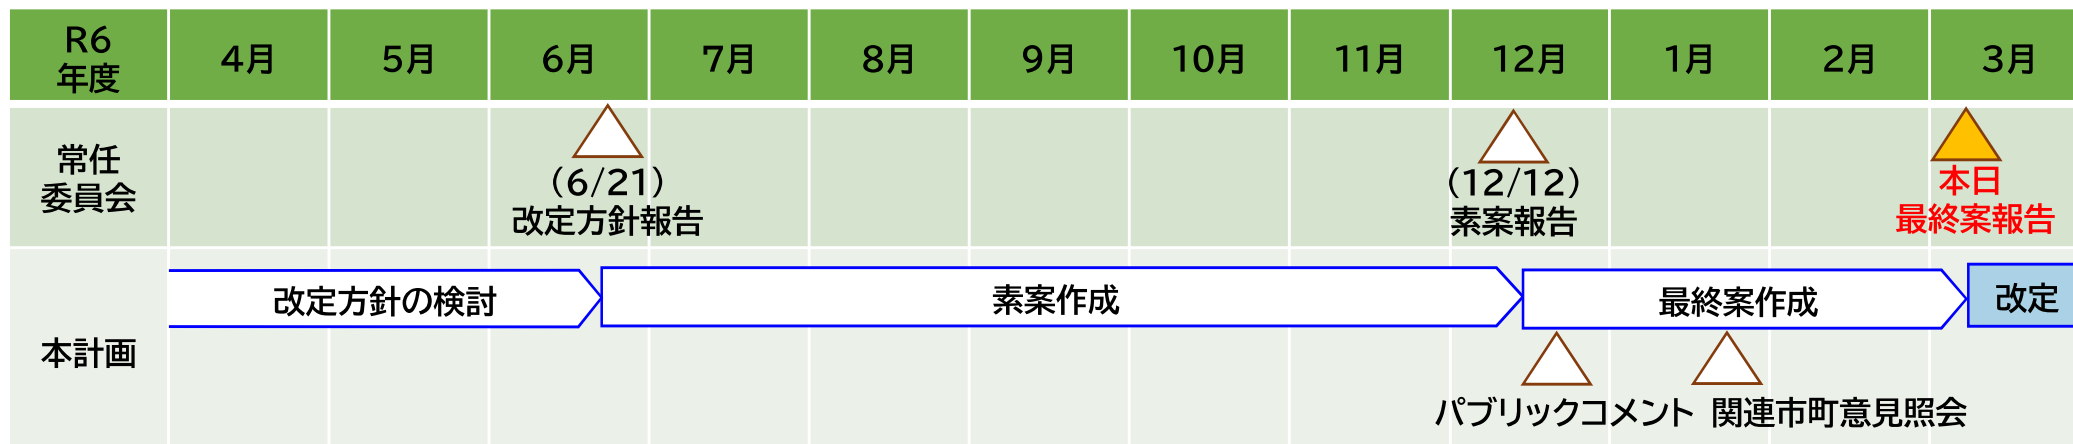 R6
年度
4月
5月
6月
7月
8月
9月
10月
11月
12月
1月
2月
3月
常任
委員会
（6/21）
改定方針報告
（12/12）
素案報告
本日
最終案報告
本計画
改定方針の検討
素案作成
最終案作成
改定
パブリックコメント
関連市町意見照会